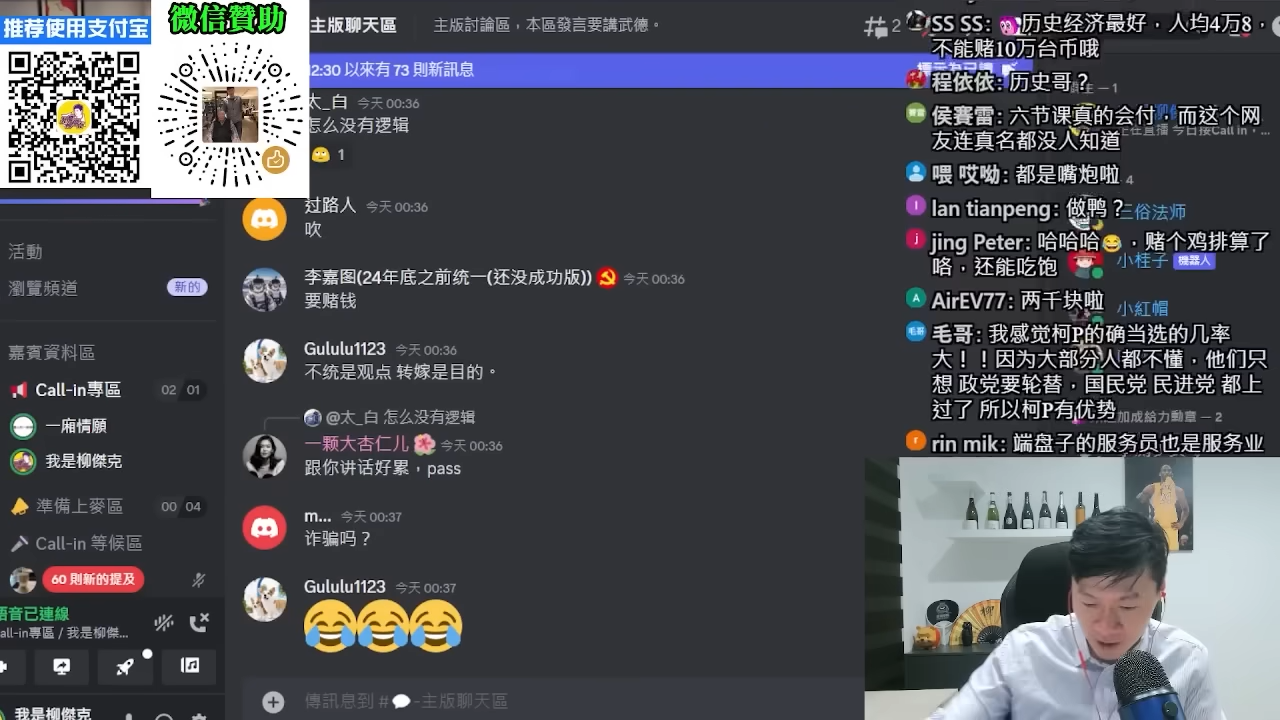 推荐使用支付宝
微信贊助
主版聊天區
主版討論區，本區發言要講武德。
2
12:30 以來有 73 則新訊息
太_白 今天 00:36
怎么没有逻辑
1
过路人 今天 00:36
吹
李嘉图(24年底之前统一(还没成功版)) 今天 00:36
要赌钱
Gululu1123 今天 00:36
不统是观点 转嫁是目的。
@太_白 怎么没有逻辑
一颗大杏仁儿 今天 00:36
跟你讲话好累，pass
m... 今天 00:37
诈骗吗？
Gululu1123 今天 00:37
傳訊息到 #-主版聊天區
活動
瀏覽頻道 新的
嘉賓資料區
Call-in專區 02 01
一廂情願
我是柳傑克
準備上麥區 00 04
Call-in 等候區
60 則新的提及
語音已連線
all-in專區 / 我是柳傑...
我是柳傑克
SS SS: 历史经济最好，人均4万8，
不能赌10万台币哦
程依依: 历史哥？
侯賽雷: 六节课真的会付，而这个网
友连真名都没人知道
喂 哎呦: 都是嘴炮啦
lan tianpeng: 做鸭？
三俗法师
jing Peter: 哈哈哈，赌个鸡排算了
咯，还能吃饱
小桂子 機器人
AirEV77: 两千块啦
小紅帽
毛哥: 我感觉柯P的确当选的几率
大！！因为大部分人都不懂，他们只
想 政党要轮替，国民党 民进党 都上
过了 所以柯P有优势
加成給力勳章 — 2
rin mik: 端盘子的服务员也是服务业